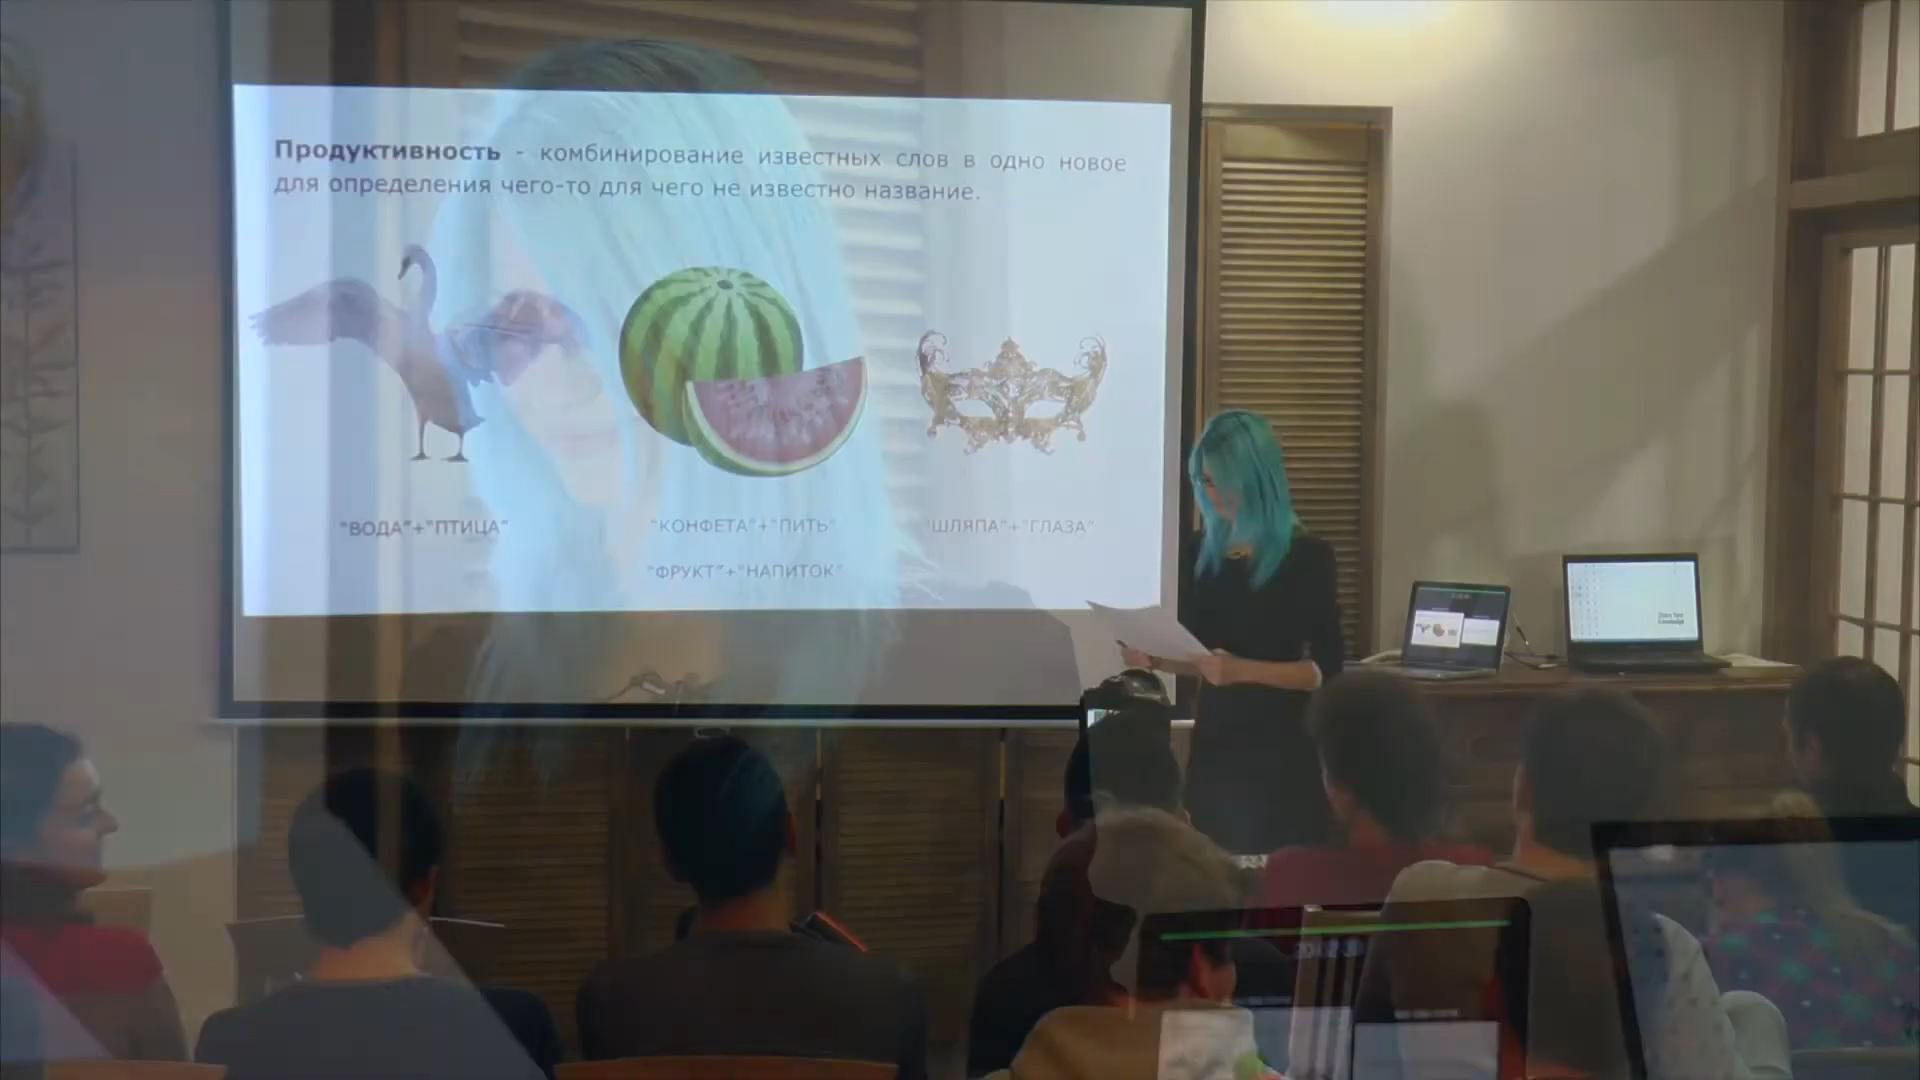 Продуктивность - комбинирование известных слов в одно новое
для определения чего-то для чего не известно название.
"ВОДА"+"ПТИЦА"
"КОНФЕТА"+"ПИТЬ"
"ШЛЯПА"+"ГЛАЗА"
"ФРУКТ"+"НАПИТОК"